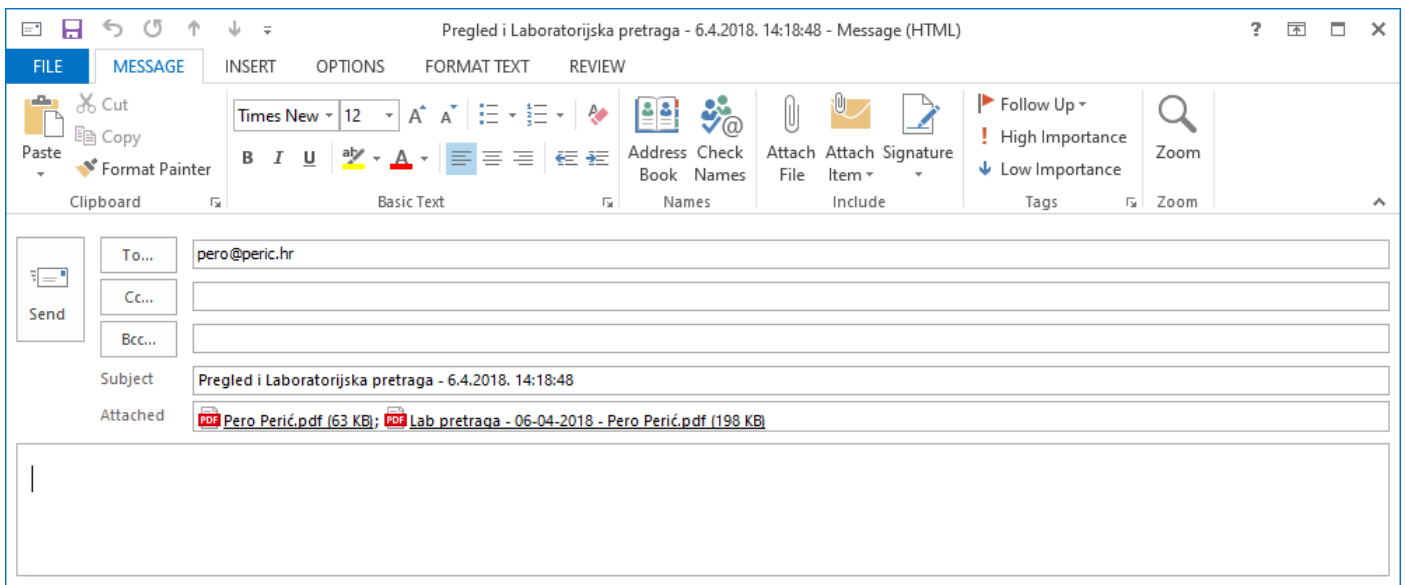 Pregled i Laboratorijska pretraga - 6.4.2018. 14:18:48 - Message (HTML) ?
FILE MESSAGE INSERT OPTIONS FORMAT TEXT REVIEW
Paste
Cut
Copy
Format Painter
Clipboard
Times New 12 A A
B I U aby A
Basic Text
Address Book
Check Names
Names
Attach File
Attach Item
Signature
Include
Follow Up
! High Importance
Low Importance
Tags
Zoom
Zoom
Send
To... pero@peric.hr
Cc...
Bcc...
Subject Pregled i Laboratorijska pretraga - 6.4.2018. 14:18:48
Attached PDF Pero Perić.pdf (63 KB); PDF Lab pretraga - 06-04-2018 - Pero Perić.pdf (198 KB)